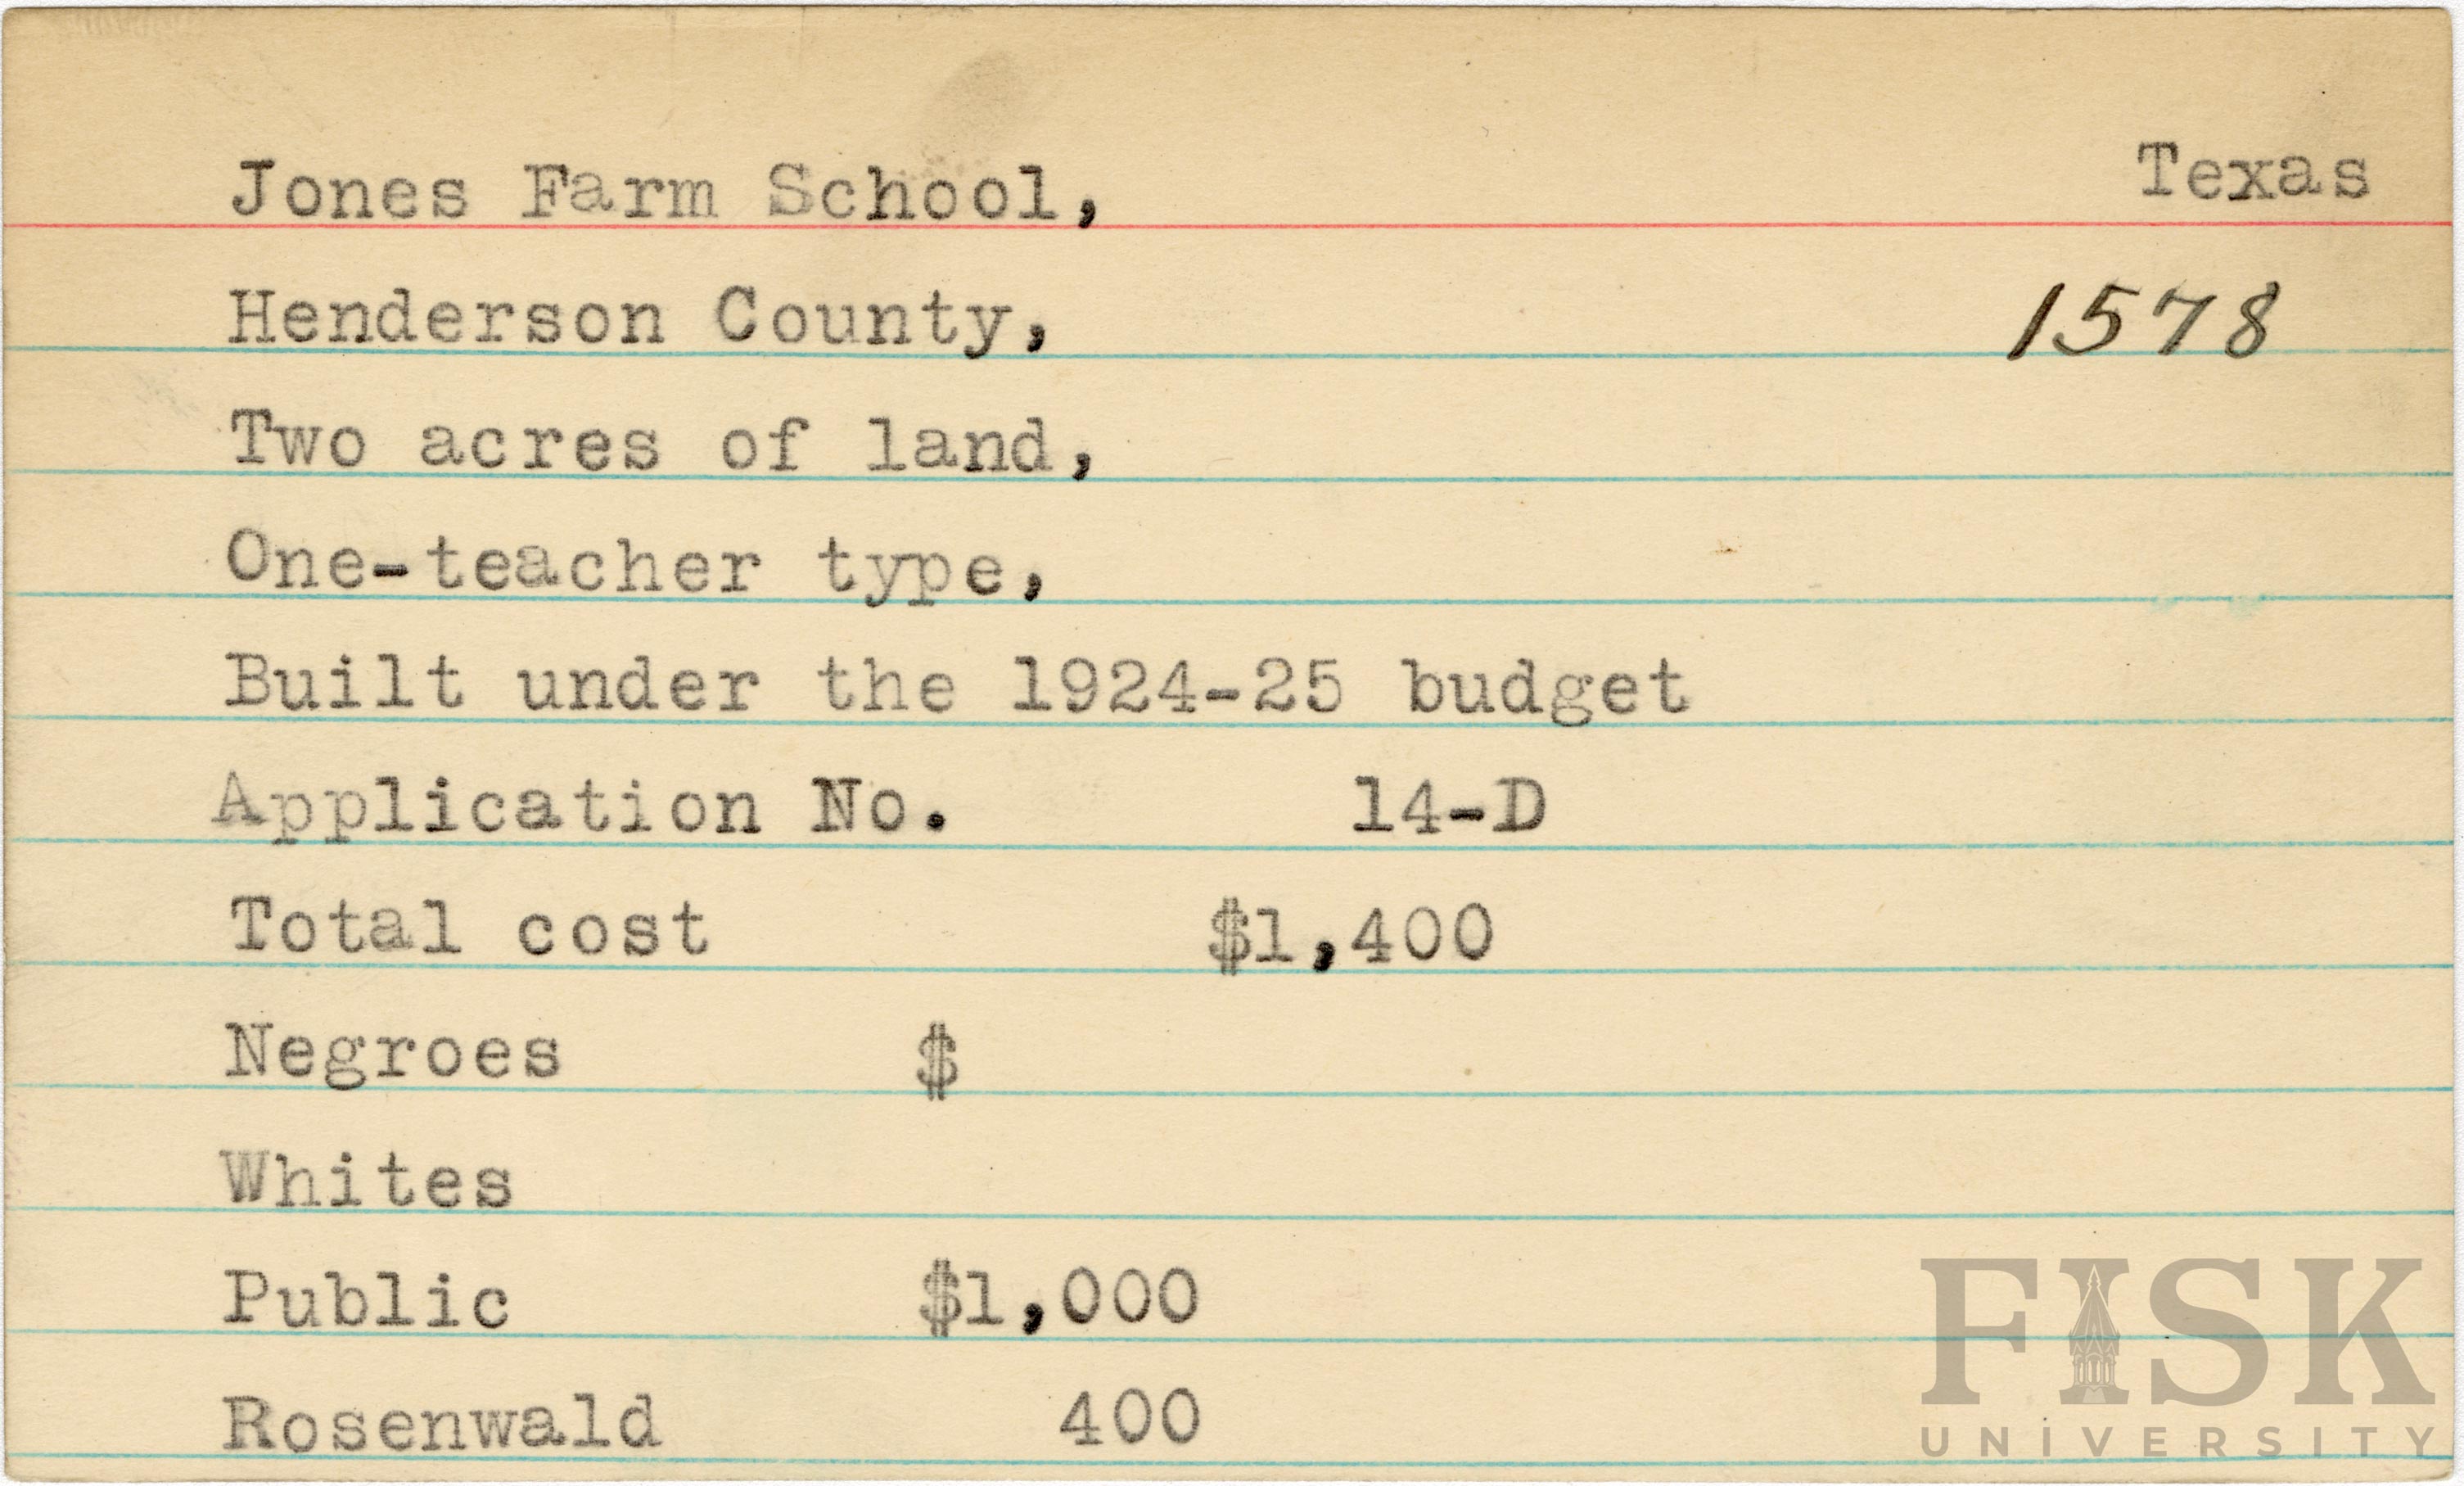 Jones Farm School, Texas
Henderson County, 1578
Two acres of land,
One-teacher type,
Built under the 1924-25 budget
Application No. 14-D
Total cost $1,400
Negroes $
Whites
Public $1,000
Rosenwald 400
FISK
UNIVERSITY